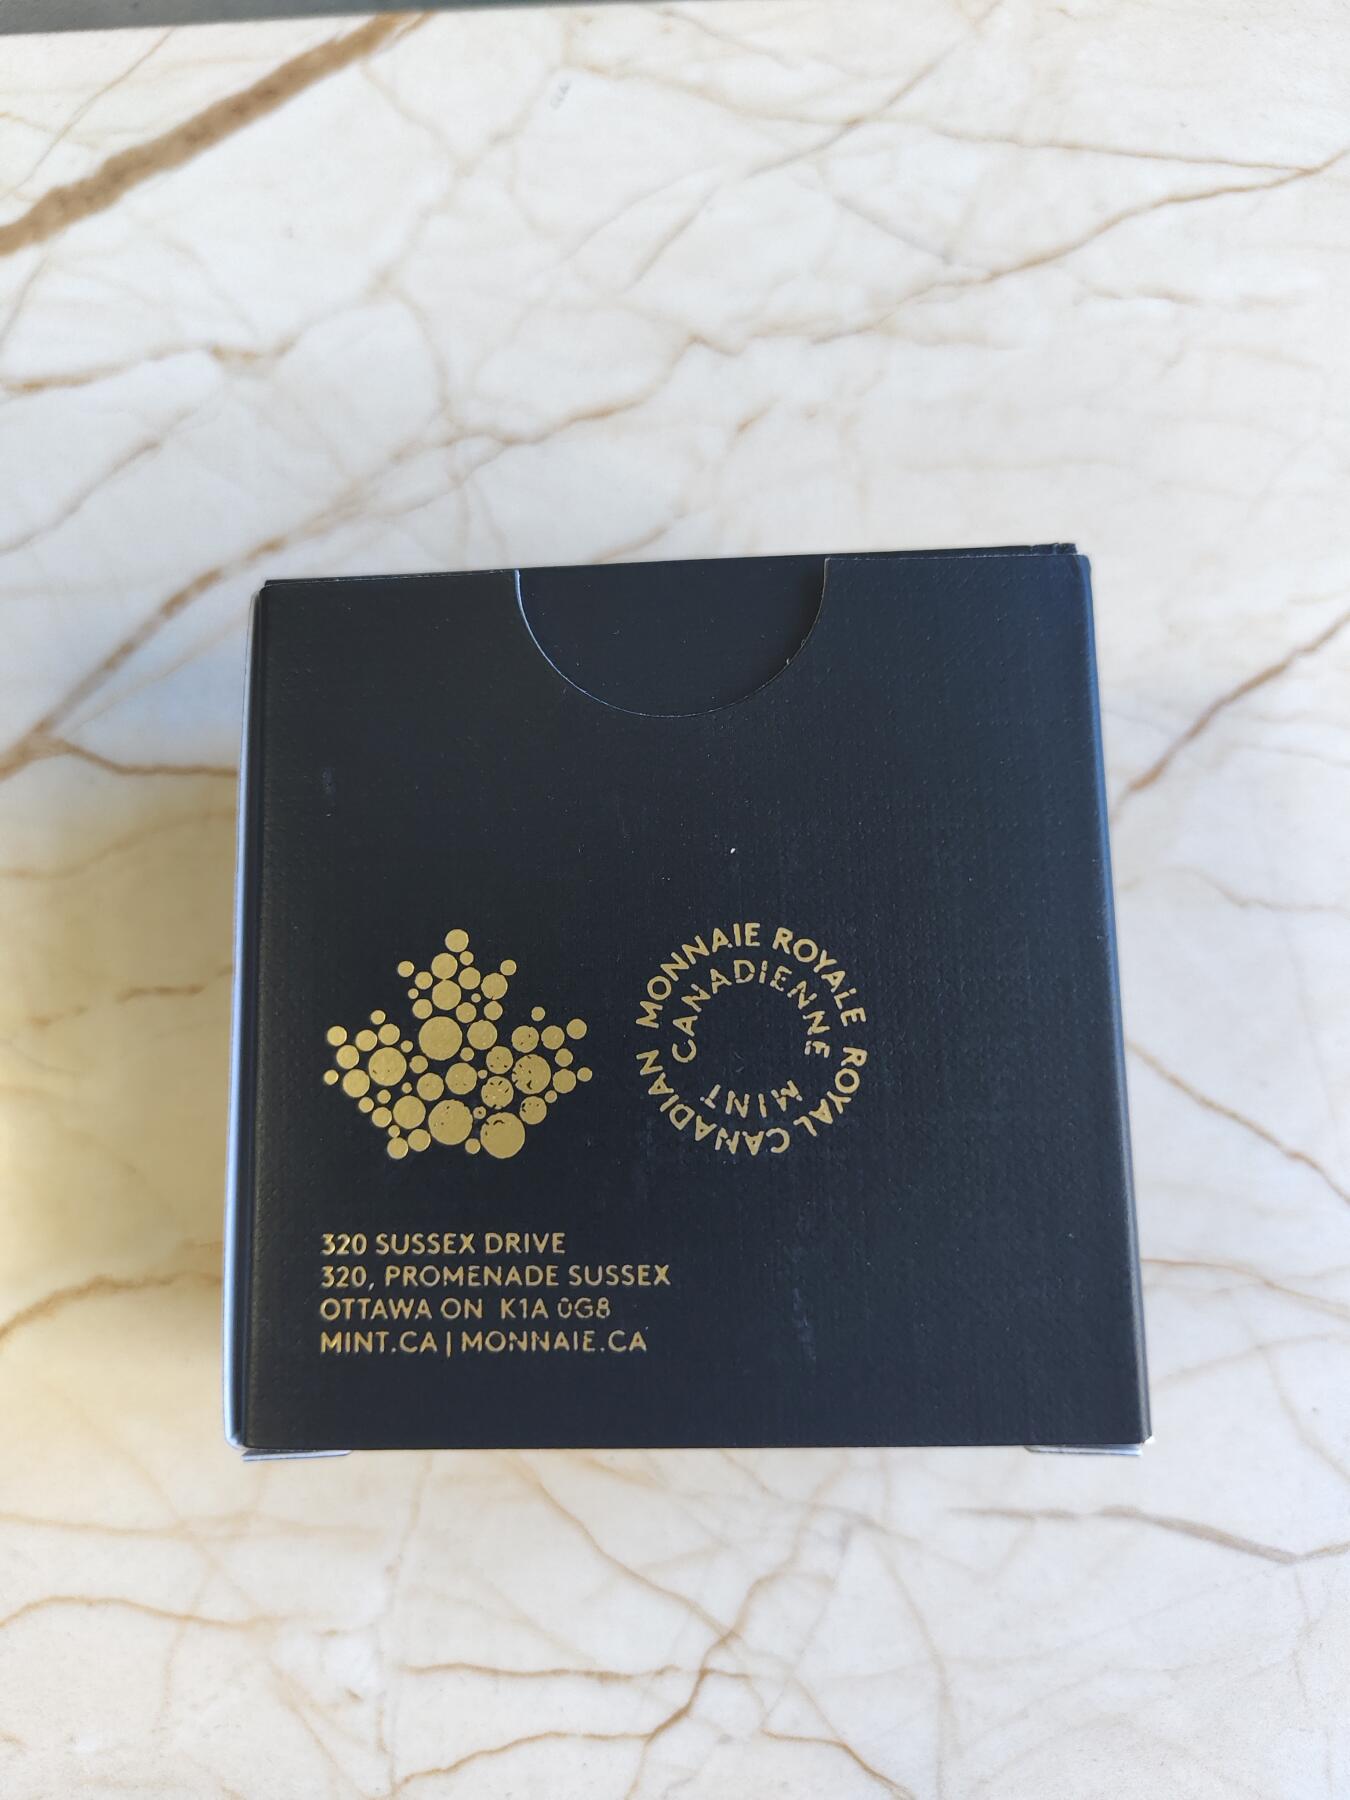 MONNAIE ROYALE
CANADIENNE
ROYAL CANADIAN
MINT
320 SUSSEX DRIVE
320, PROMENADE SUSSEX
OTTAWA ON K1A 0G8
MINT.CA | MONNAIE.CA